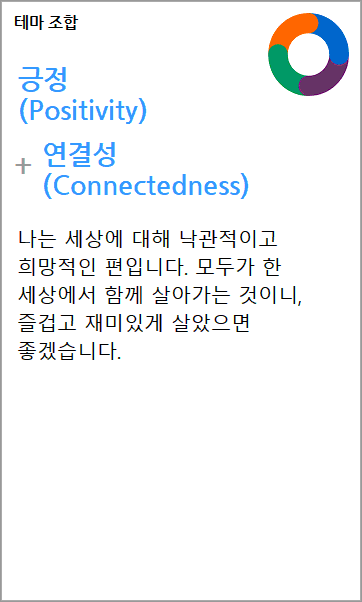 테마 조합
긍정
(Positivity)
+ 연결성
(Connectedness)
나는 세상에 대해 낙관적이고
희망적인 편입니다. 모두가 한
세상에서 함께 살아가는 것이니,
즐겁고 재미있게 살았으면
좋겠습니다.